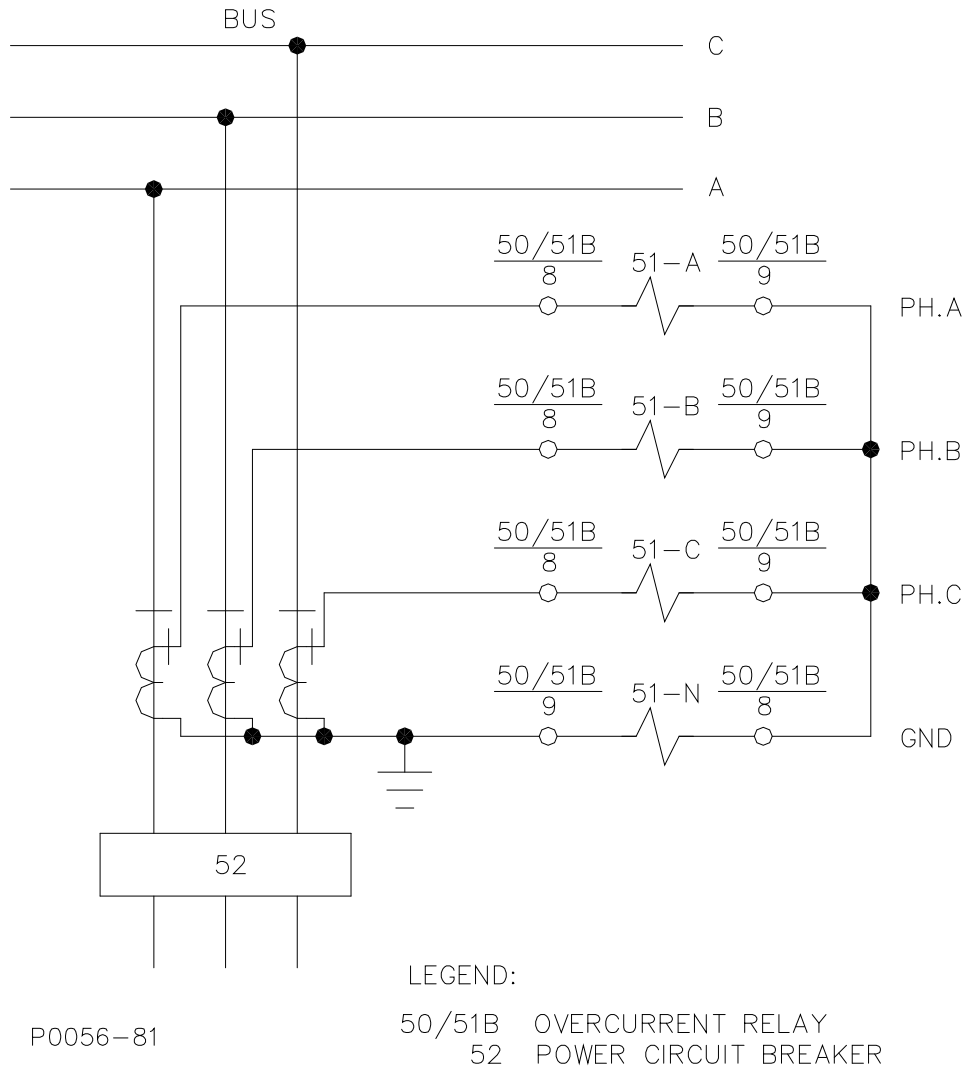 BUS
C
B
A
50/51B 51-A 50/51B
8 9
PH.A
50/51B 51-B 50/51B
8 9
PH.B
50/51B 51-C 50/51B
8 9
PH.C
50/51B 51-N 50/51B
9 8
GND
52
LEGEND:
50/51B OVERCURRENT RELAY
52 POWER CIRCUIT BREAKER
P0056-81